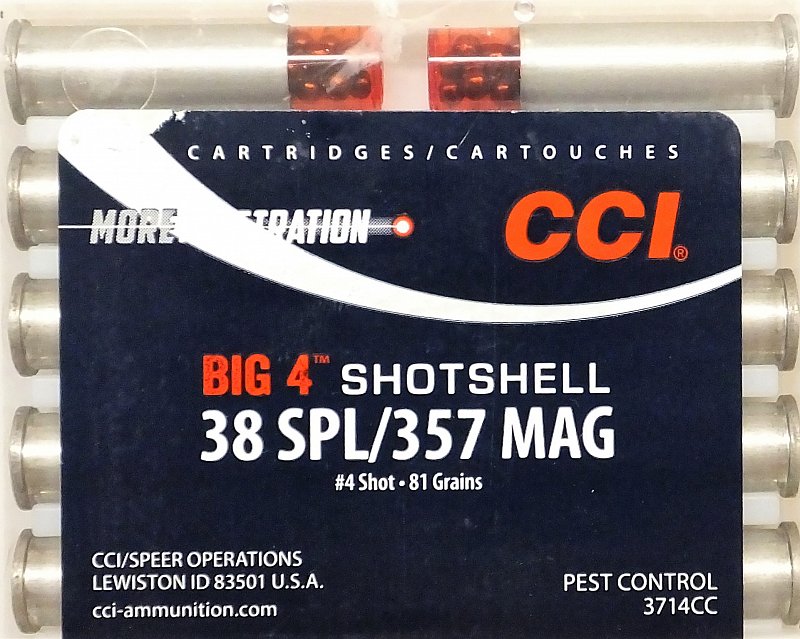 CARTRIDGES/CARTOUCHES
MORE PENETRATION
CCI®
BIG 4™ SHOTSHELL
38 SPL/357 MAG
#4 Shot • 81 Grains
CCI/SPEER OPERATIONS
LEWISTON ID 83501 U.S.A.
cci-ammunition.com
PEST CONTROL
3714CC